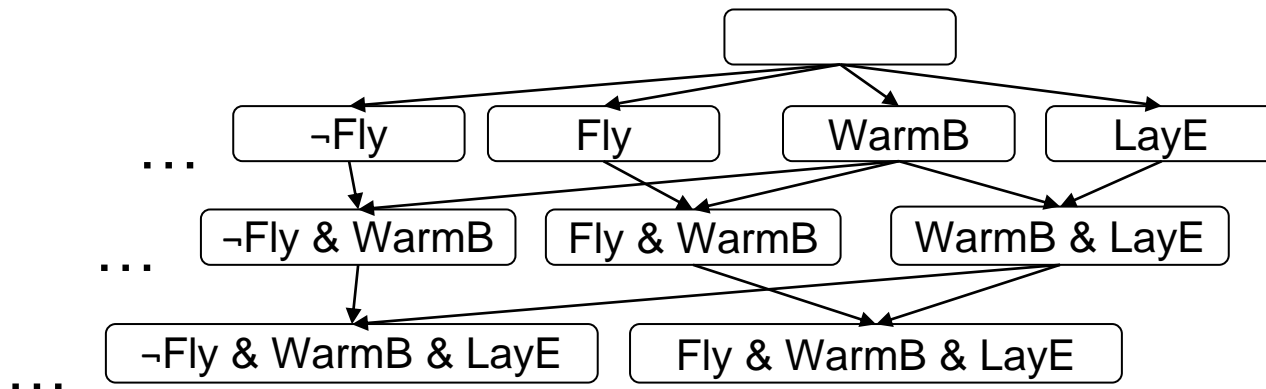 ¬Fly
Fly
WarmB
LayE
…
¬Fly & WarmB
Fly & WarmB
WarmB & LayE
…
¬Fly & WarmB & LayE
Fly & WarmB & LayE
…